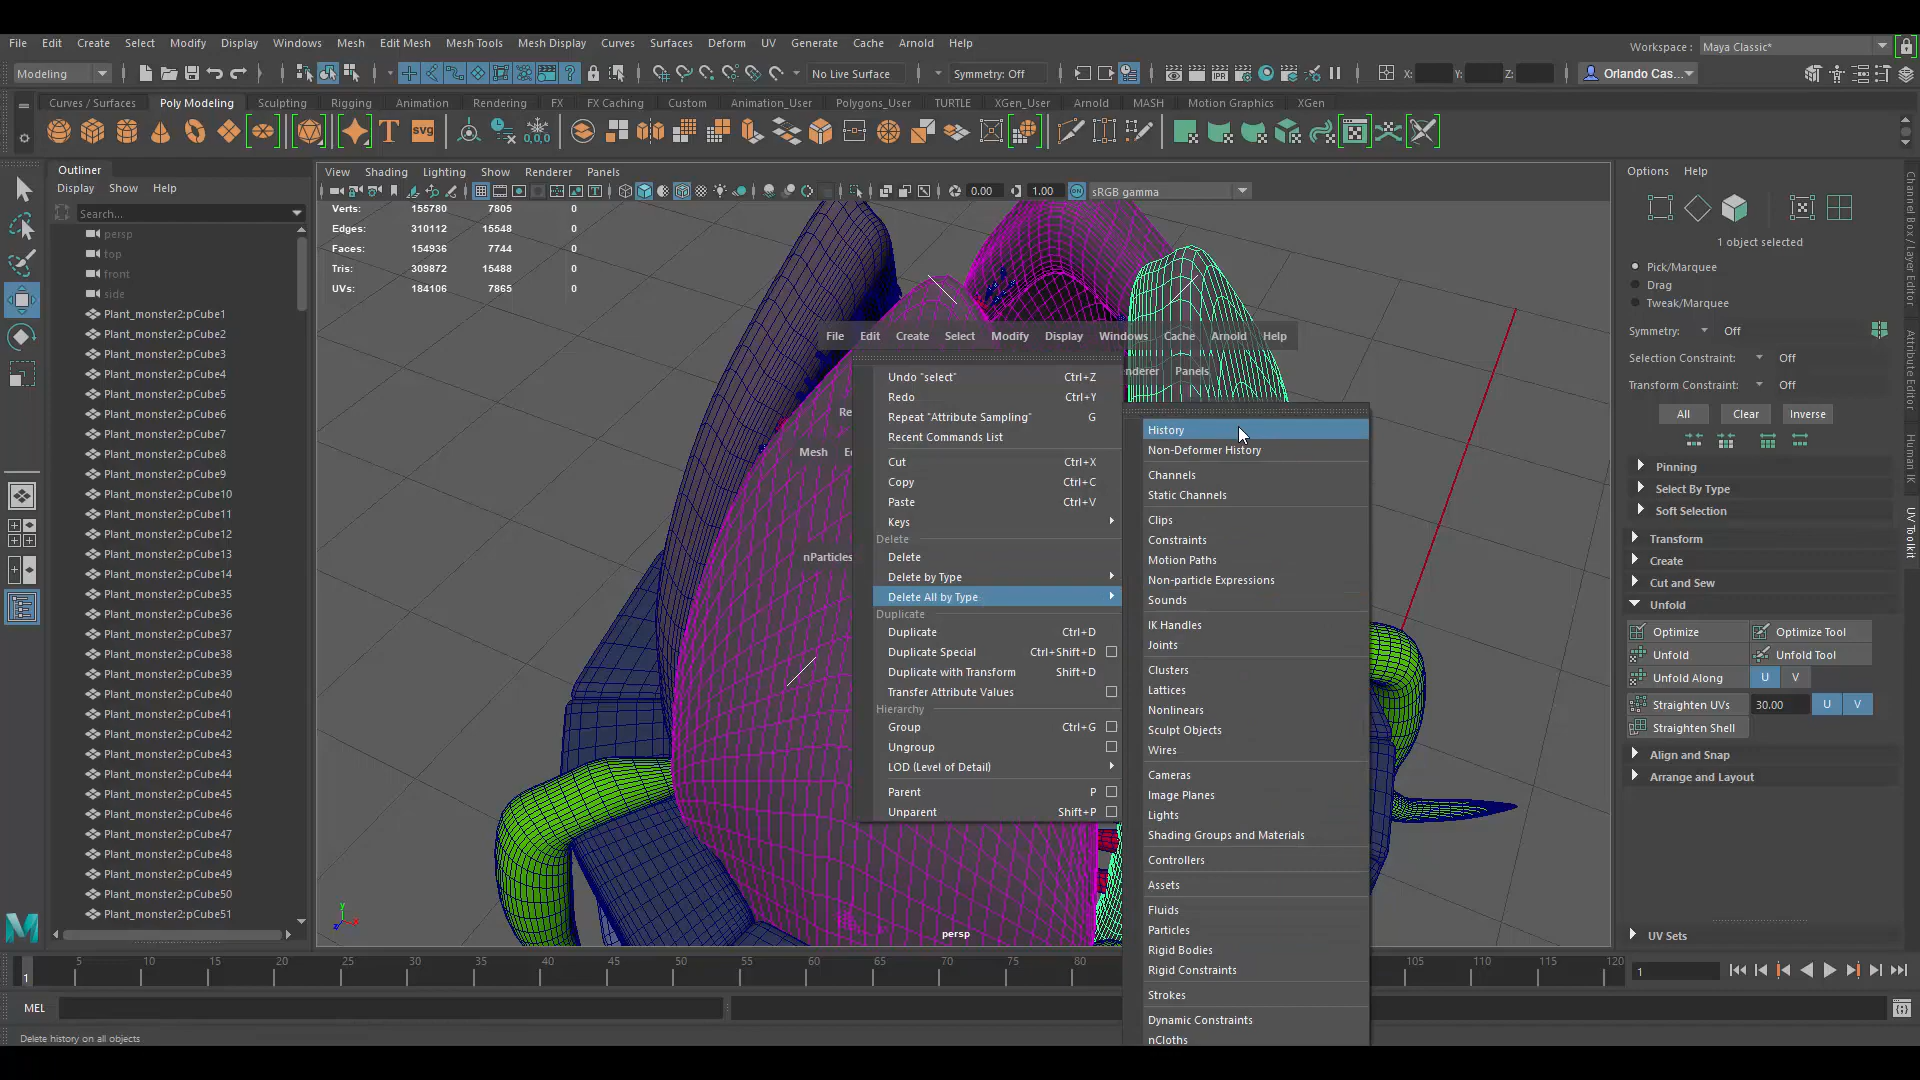 File Edit Create Select Modify Display Windows Mesh Edit Mesh Mesh Tools Mesh Display Curves Surfaces Deform UV Generate Cache Arnold Help
Workspace : Maya Classic*
Modeling No Live Surface Symmetry: Off X: Y: Z: Orlando Cas...
Curves / Surfaces Poly Modeling Sculpting Rigging Animation Rendering FX FX Caching Custom Animation_User Polygons_User TURTLE XGen_User Arnold MASH Motion Graphics XGen
T svg 0,0,0
Outliner
Display Show Help
Search...
persp
top
front
side
Plant_monster2:pCube1
Plant_monster2:pCube2
Plant_monster2:pCube3
Plant_monster2:pCube4
Plant_monster2:pCube5
Plant_monster2:pCube6
Plant_monster2:pCube7
Plant_monster2:pCube8
Plant_monster2:pCube9
Plant_monster2:pCube10
Plant_monster2:pCube11
Plant_monster2:pCube12
Plant_monster2:pCube13
Plant_monster2:pCube14
Plant_monster2:pCube35
Plant_monster2:pCube36
Plant_monster2:pCube37
Plant_monster2:pCube38
Plant_monster2:pCube39
Plant_monster2:pCube40
Plant_monster2:pCube41
Plant_monster2:pCube42
Plant_monster2:pCube43
Plant_monster2:pCube44
Plant_monster2:pCube45
Plant_monster2:pCube46
Plant_monster2:pCube47
Plant_monster2:pCube48
Plant_monster2:pCube49
Plant_monster2:pCube50
Plant_monster2:pCube51
View Shading Lighting Show Renderer Panels
0.00 1.00 ON sRGB gamma
Verts: 155780 7805 0
Edges: 310112 15548 0
Faces: 154936 7744 0
Tris: 309872 15488 0
UVs: 184106 7865 0
File Edit Create Select Modify Display Windows Cache Arnold Help
enderer Panels
Re
Mesh E
nParticles
Undo "select" Ctrl+Z
Redo Ctrl+Y
Repeat "Attribute Sampling" G
Recent Commands List
Cut Ctrl+X
Copy Ctrl+C
Paste Ctrl+V
Keys
Delete
Delete
Delete by Type
Delete All by Type
Duplicate
Duplicate Ctrl+D
Duplicate Special Ctrl+Shift+D
Duplicate with Transform Shift+D
Transfer Attribute Values
Hierarchy
Group Ctrl+G
Ungroup
LOD (Level of Detail)
Parent P
Unparent Shift+P
History
Non-Deformer History
Channels
Static Channels
Clips
Constraints
Motion Paths
Non-particle Expressions
Sounds
IK Handles
Joints
Clusters
Lattices
Nonlinears
Sculpt Objects
Wires
Cameras
Image Planes
Lights
Shading Groups and Materials
Controllers
Assets
Fluids
Particles
Rigid Bodies
Rigid Constraints
Strokes
Dynamic Constraints
nCloths
persp
y x z
Options Help
1 object selected
Pick/Marquee
Drag
Tweak/Marquee
Symmetry: Off
Selection Constraint: Off
Transform Constraint: Off
All Clear Inverse
Pinning
Select By Type
Soft Selection
Transform
Create
Cut and Sew
Unfold
Optimize Optimize Tool
Unfold Unfold Tool
Unfold Along U V
Straighten UVs 30.00 U V
Straighten Shell
Align and Snap
Arrange and Layout
UV Sets
Channel Box / Layer Editor
Attribute Editor
Human IK
UV Toolkit
1 5 10 15 20 25 30 35 40 45 50 55 60 65 70 75 80 105 110 115 120
1
MEL
Delete history on all objects